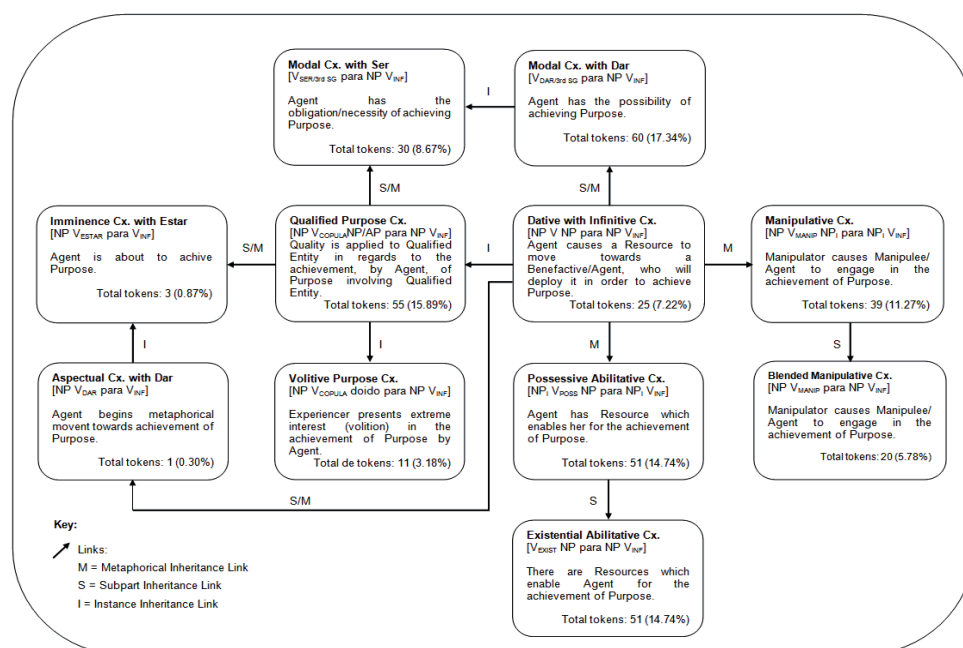 Modal Cx. with Ser
[V SER/3rd SG para NP V INF]
Agent has the
obligation/necessity of achieving
Purpose.
Total tokens: 30 (8.67%)
I
Modal Cx. with Dar
[V DAR/3rd SG para NP V INF]
Agent has the possibility of
achieving Purpose.
Total tokens: 60 (17.34%)
S/M
S/M
Imminence Cx. with Estar
[NP V ESTAR para V INF]
Agent is about to achive
Purpose.
Total tokens: 3 (0.87%)
S/M
Qualified Purpose Cx.
[NP V COPULA NP/AP para NP V INF]
Quality is applied to Qualified
Entity in regards to the
achievement, by Agent, of
Purpose involving Qualified
Entity.
Total tokens: 55 (15.89%)
I
Dative with Infinitive Cx.
[NP V NP para NP V INF]
Agent causes a Resource to
move towards a
Benefactive/Agent, who will
deploy it in order to achieve
Purpose.
Total tokens: 25 (7.22%)
M
Manipulative Cx.
[NP V MANIP NP I para NP I V INF]
Manipulator causes Manipulee/
Agent to engage in the
achievement of Purpose.
Total tokens: 39 (11.27%)
I
I
M
S
Aspectual Cx. with Dar
[NP V DAR para V INF]
Agent begins metaphorical
movent towards achievement of
Purpose.
Total tokens: 1 (0.30%)
Volitive Purpose Cx.
[NP V COPULA doido para NP V INF]
Experiencer presents extreme
interest (volition) in the
achievement of Purpose by
Agent.
Total de tokens: 11 (3.18%)
Possessive Abilitative Cx.
[NP I V POSS NP para NP I V INF]
Agent has Resource which
enables her for the achievement
of Purpose.
Total tokens: 51 (14.74%)
Blended Manipulative Cx.
[NP V MANIP para NP V INF]
Manipulator causes Manipulee/
Agent to engage in the
achievement of Purpose.
Total tokens: 20 (5.78%)
S/M
S
Key:
Links:
M = Metaphorical Inheritance Link
S = Subpart Inheritance Link
I = Instance Inheritance Link
Existential Abilitative Cx.
[V EXIST NP para NP V INF]
There are Resources which
enable Agent for the
achievement of Purpose.
Total tokens: 51 (14.74%)